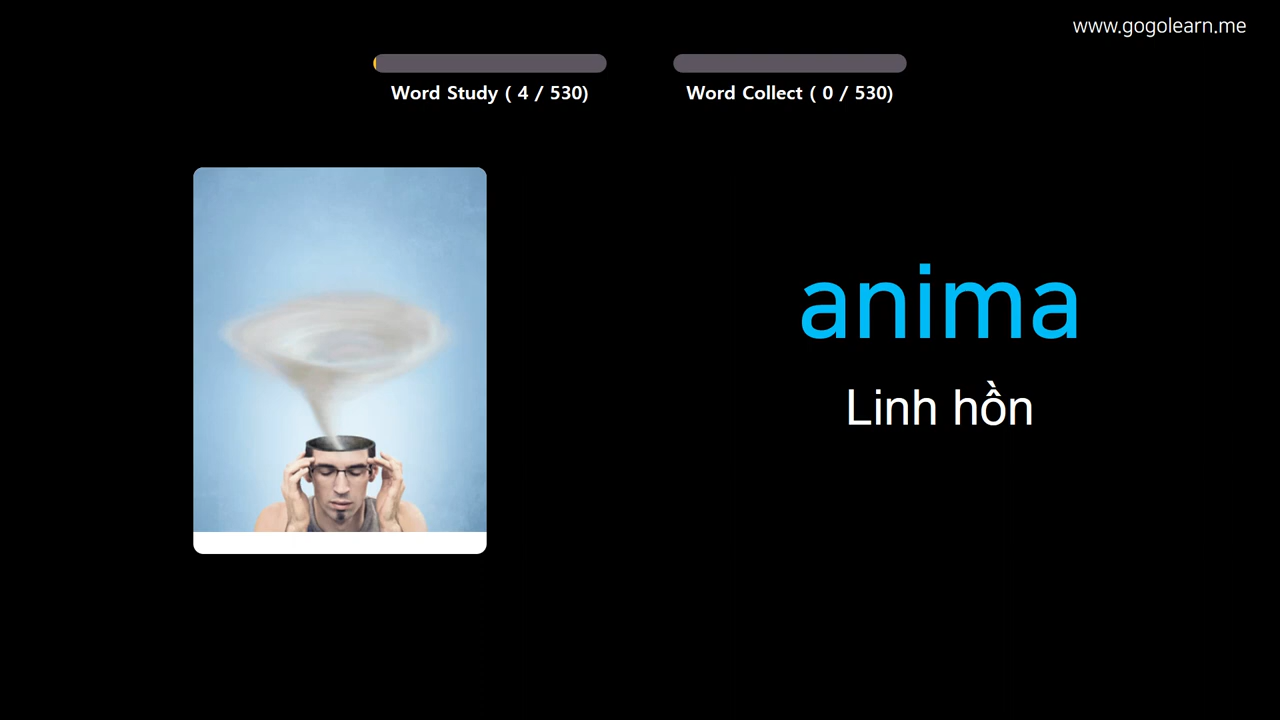 www.gogolearn.me
Word Study ( 4 / 530)
Word Collect ( 0 / 530)
anima
Linh hồn